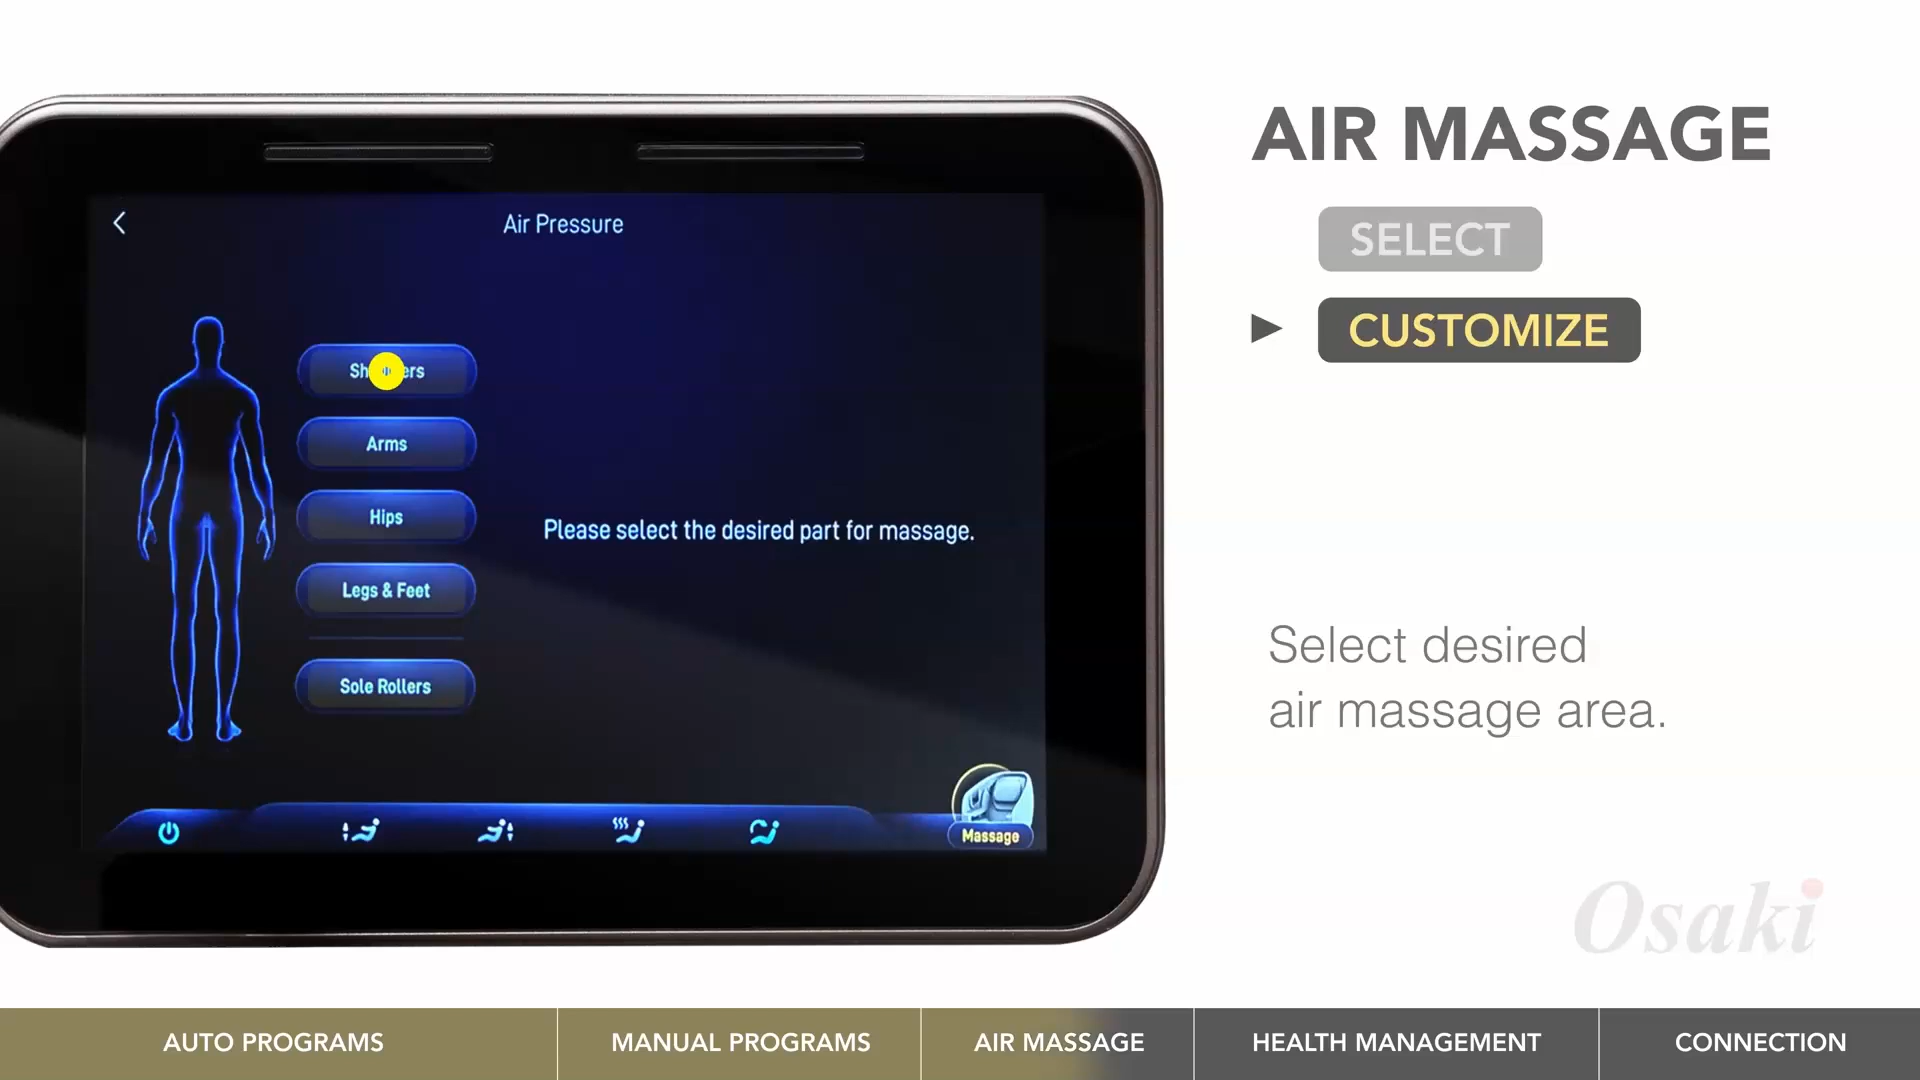 AIR MASSAGE
SELECT
CUSTOMIZE
Air Pressure
Arms
Hips
Legs & Feet
Sole Rollers
Please select the desired part for massage.
Massage
Select desired
air massage area.
Osaki
AUTO PROGRAMS
MANUAL PROGRAMS
AIR MASSAGE
HEALTH MANAGEMENT
CONNECTION